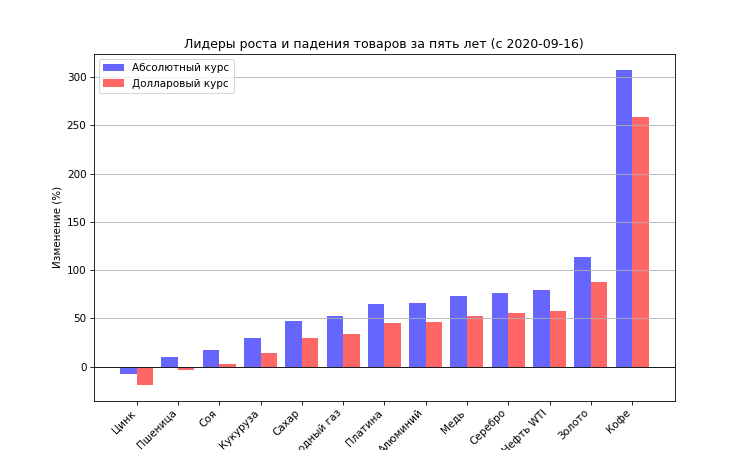 Лидеры роста и падения товаров за пять лет (с 2020-09-16)
Абсолютный курс
Долларовый курс
Изменение (%)
300
250
200
150
100
50
0
Цинк
Пшеница
Соя
Кукуруза
Сахар
одный газ
Платина
Алюминий
Медь
Серебро
Нефть WTI
Золото
Кофе